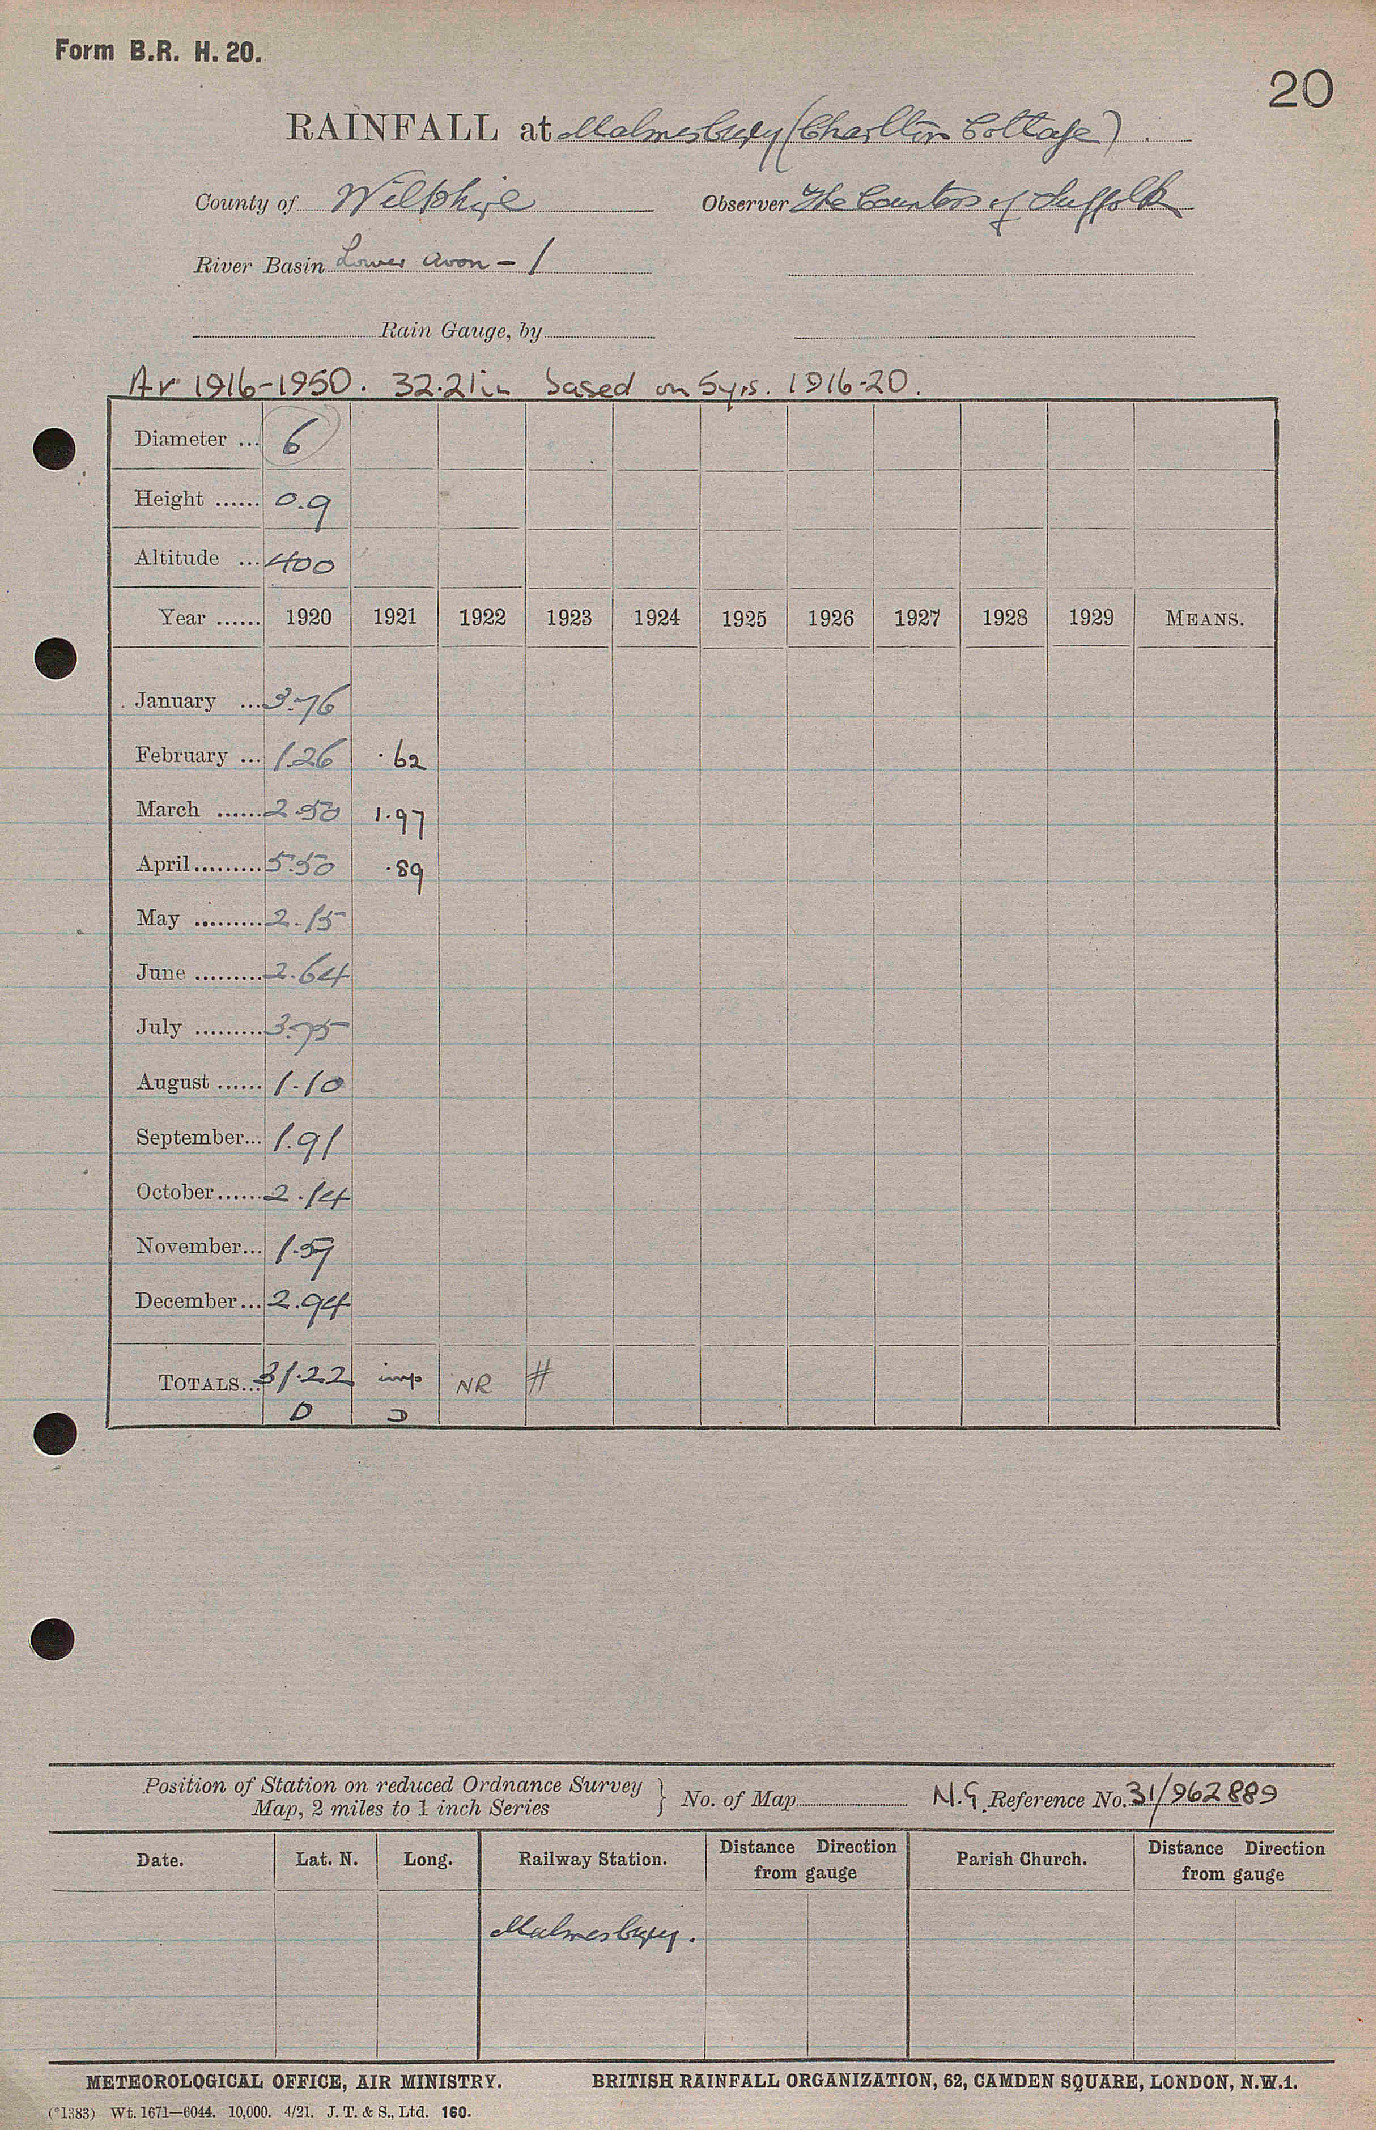 Form B.R. H. 20.
20
RAINFALL at Malmesbury (Charlton Cottage).
County of Wiltshire Observer The Countess of Suffolk
River Basin Lower Avon - 1
Rain Gauge, by
Av 1916-1950. 32.21in based on 5yrs. 1916-20.
Diameter ... 6
Height ...... 0.9
Altitude ... 400
Year ...... 1920 1921 1922 1923 1924 1925 1926 1927 1928 1929 MEANS.
January ... 3.76
February ... 1.26 .62
March ...... 2.50 1.97
April ......... 5.50 .89
May ......... 2.15
June ......... 2.64
July ......... 3.75
August ...... 1.10
September... 1.91
October...... 2.14
November... 1.57
December... 2.94
TOTALS... 31.22 imp NR #
D D
Position of Station on reduced Ordnance Survey
Map, 2 miles to 1 inch Series } No. of Map N.G. Reference No. 31/962889
Date. Lat. N. Long. Railway Station. Distance Direction from gauge Parish Church. Distance Direction from gauge
Malmesbury.
METEOROLOGICAL OFFICE, AIR MINISTRY. BRITISH RAINFALL ORGANIZATION, 62, CAMDEN SQUARE, LONDON, N.W.1.
(*1383) Wt. 1671—6044. 10,000. 4/21. J. T. & S., Ltd. 160.